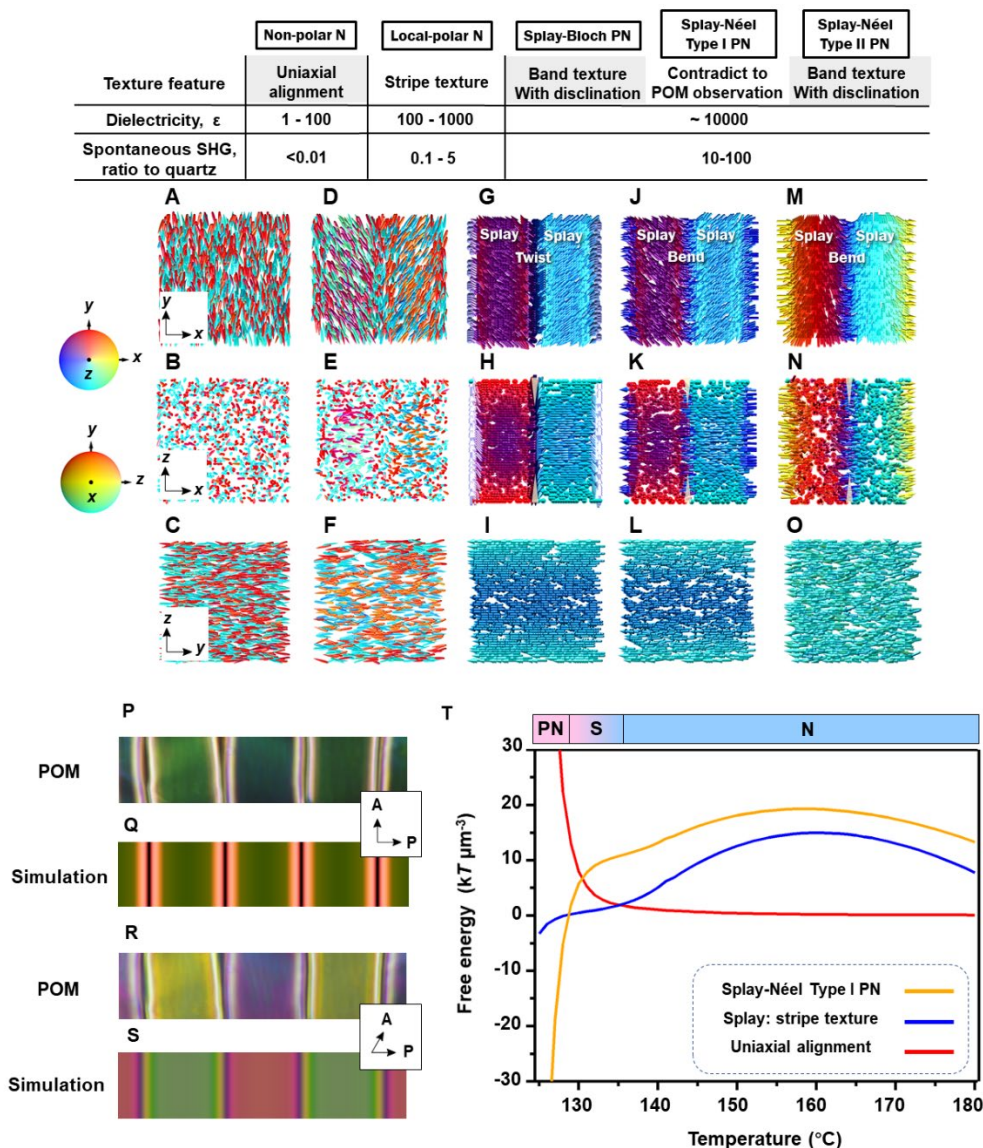 Non-polar N
Local-polar N
Splay-Bloch PN
Splay-Néel
Type I PN
Splay-Néel
Type II PN
Texture feature
Uniaxial
alignment
Stripe texture
Band texture
With disclination
Contradict to
POM observation
Band texture
With disclination
Dielectricity, ε
1 - 100
100 - 1000
~ 10000
Spontaneous SHG,
ratio to quartz
<0.01
0.1 - 5
10-100
A
D
G
J
M
Splay
Splay
Twist
Splay
Splay
Bend
Splay
Splay
Bend
y
x
y
x
z
B
E
H
K
N
z
x
y
z
x
C
F
I
L
O
z
y
P
POM
A
P
Q
Simulation
R
POM
A
P
S
Simulation
T
PN
S
N
Free energy (kT μm-3)
30
20
10
0
-10
-20
-30
130
140
150
160
170
180
Temperature (°C)
Splay-Néel Type I PN
Splay: stripe texture
Uniaxial alignment